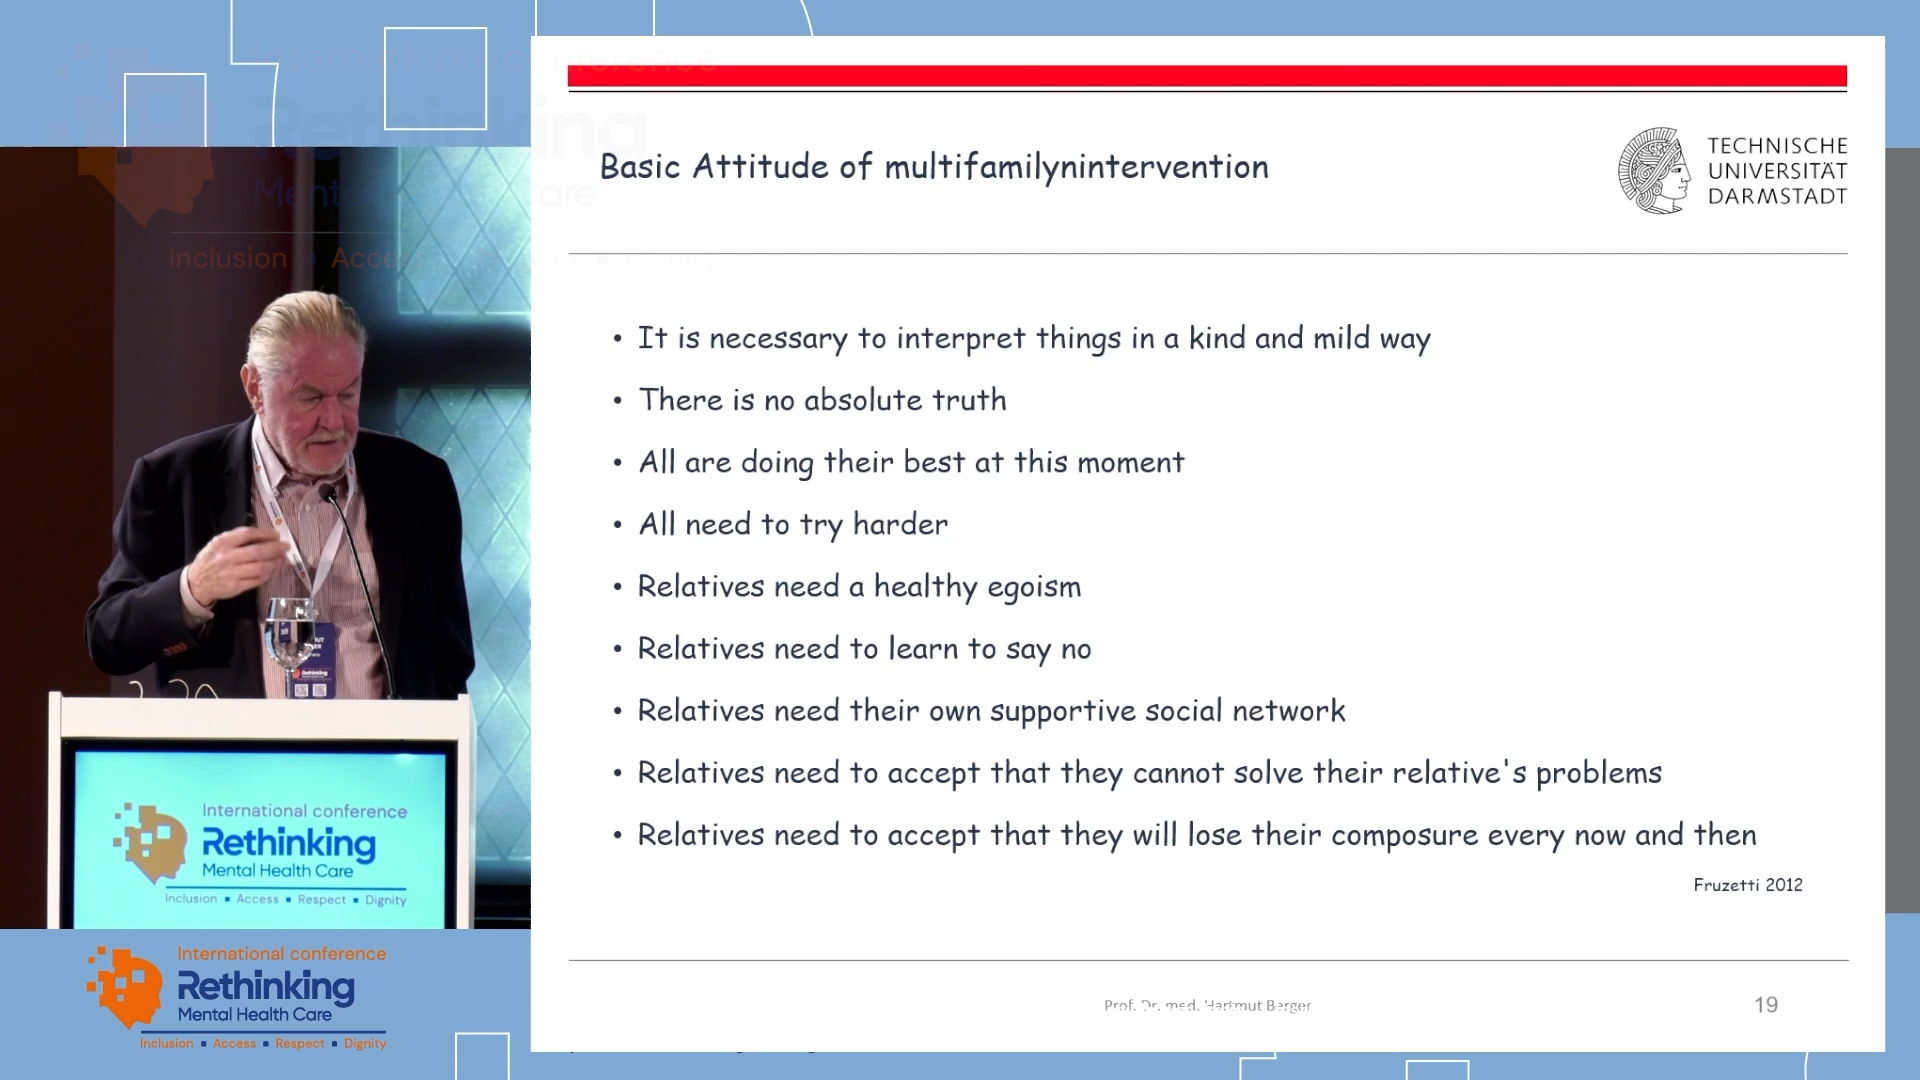 Basic Attitude of multifamilynintervention
TECHNISCHE
UNIVERSITÄT
DARMSTADT
• It is necessary to interpret things in a kind and mild way
• There is no absolute truth
• All are doing their best at this moment
• All need to try harder
• Relatives need a healthy egoism
• Relatives need to learn to say no
• Relatives need their own supportive social network
• Relatives need to accept that they cannot solve their relative's problems
• Relatives need to accept that they will lose their composure every now and then
Fruzetti 2012
Prof. Dr. med. Hartmut Berger
19
International conference
Rethinking
Mental Health Care
Inclusion ▪ Access ▪ Respect ▪ Dignity
International conference
Rethinking
Mental Health Care
Inclusion ▪ Access ▪ Respect ▪ Dignity